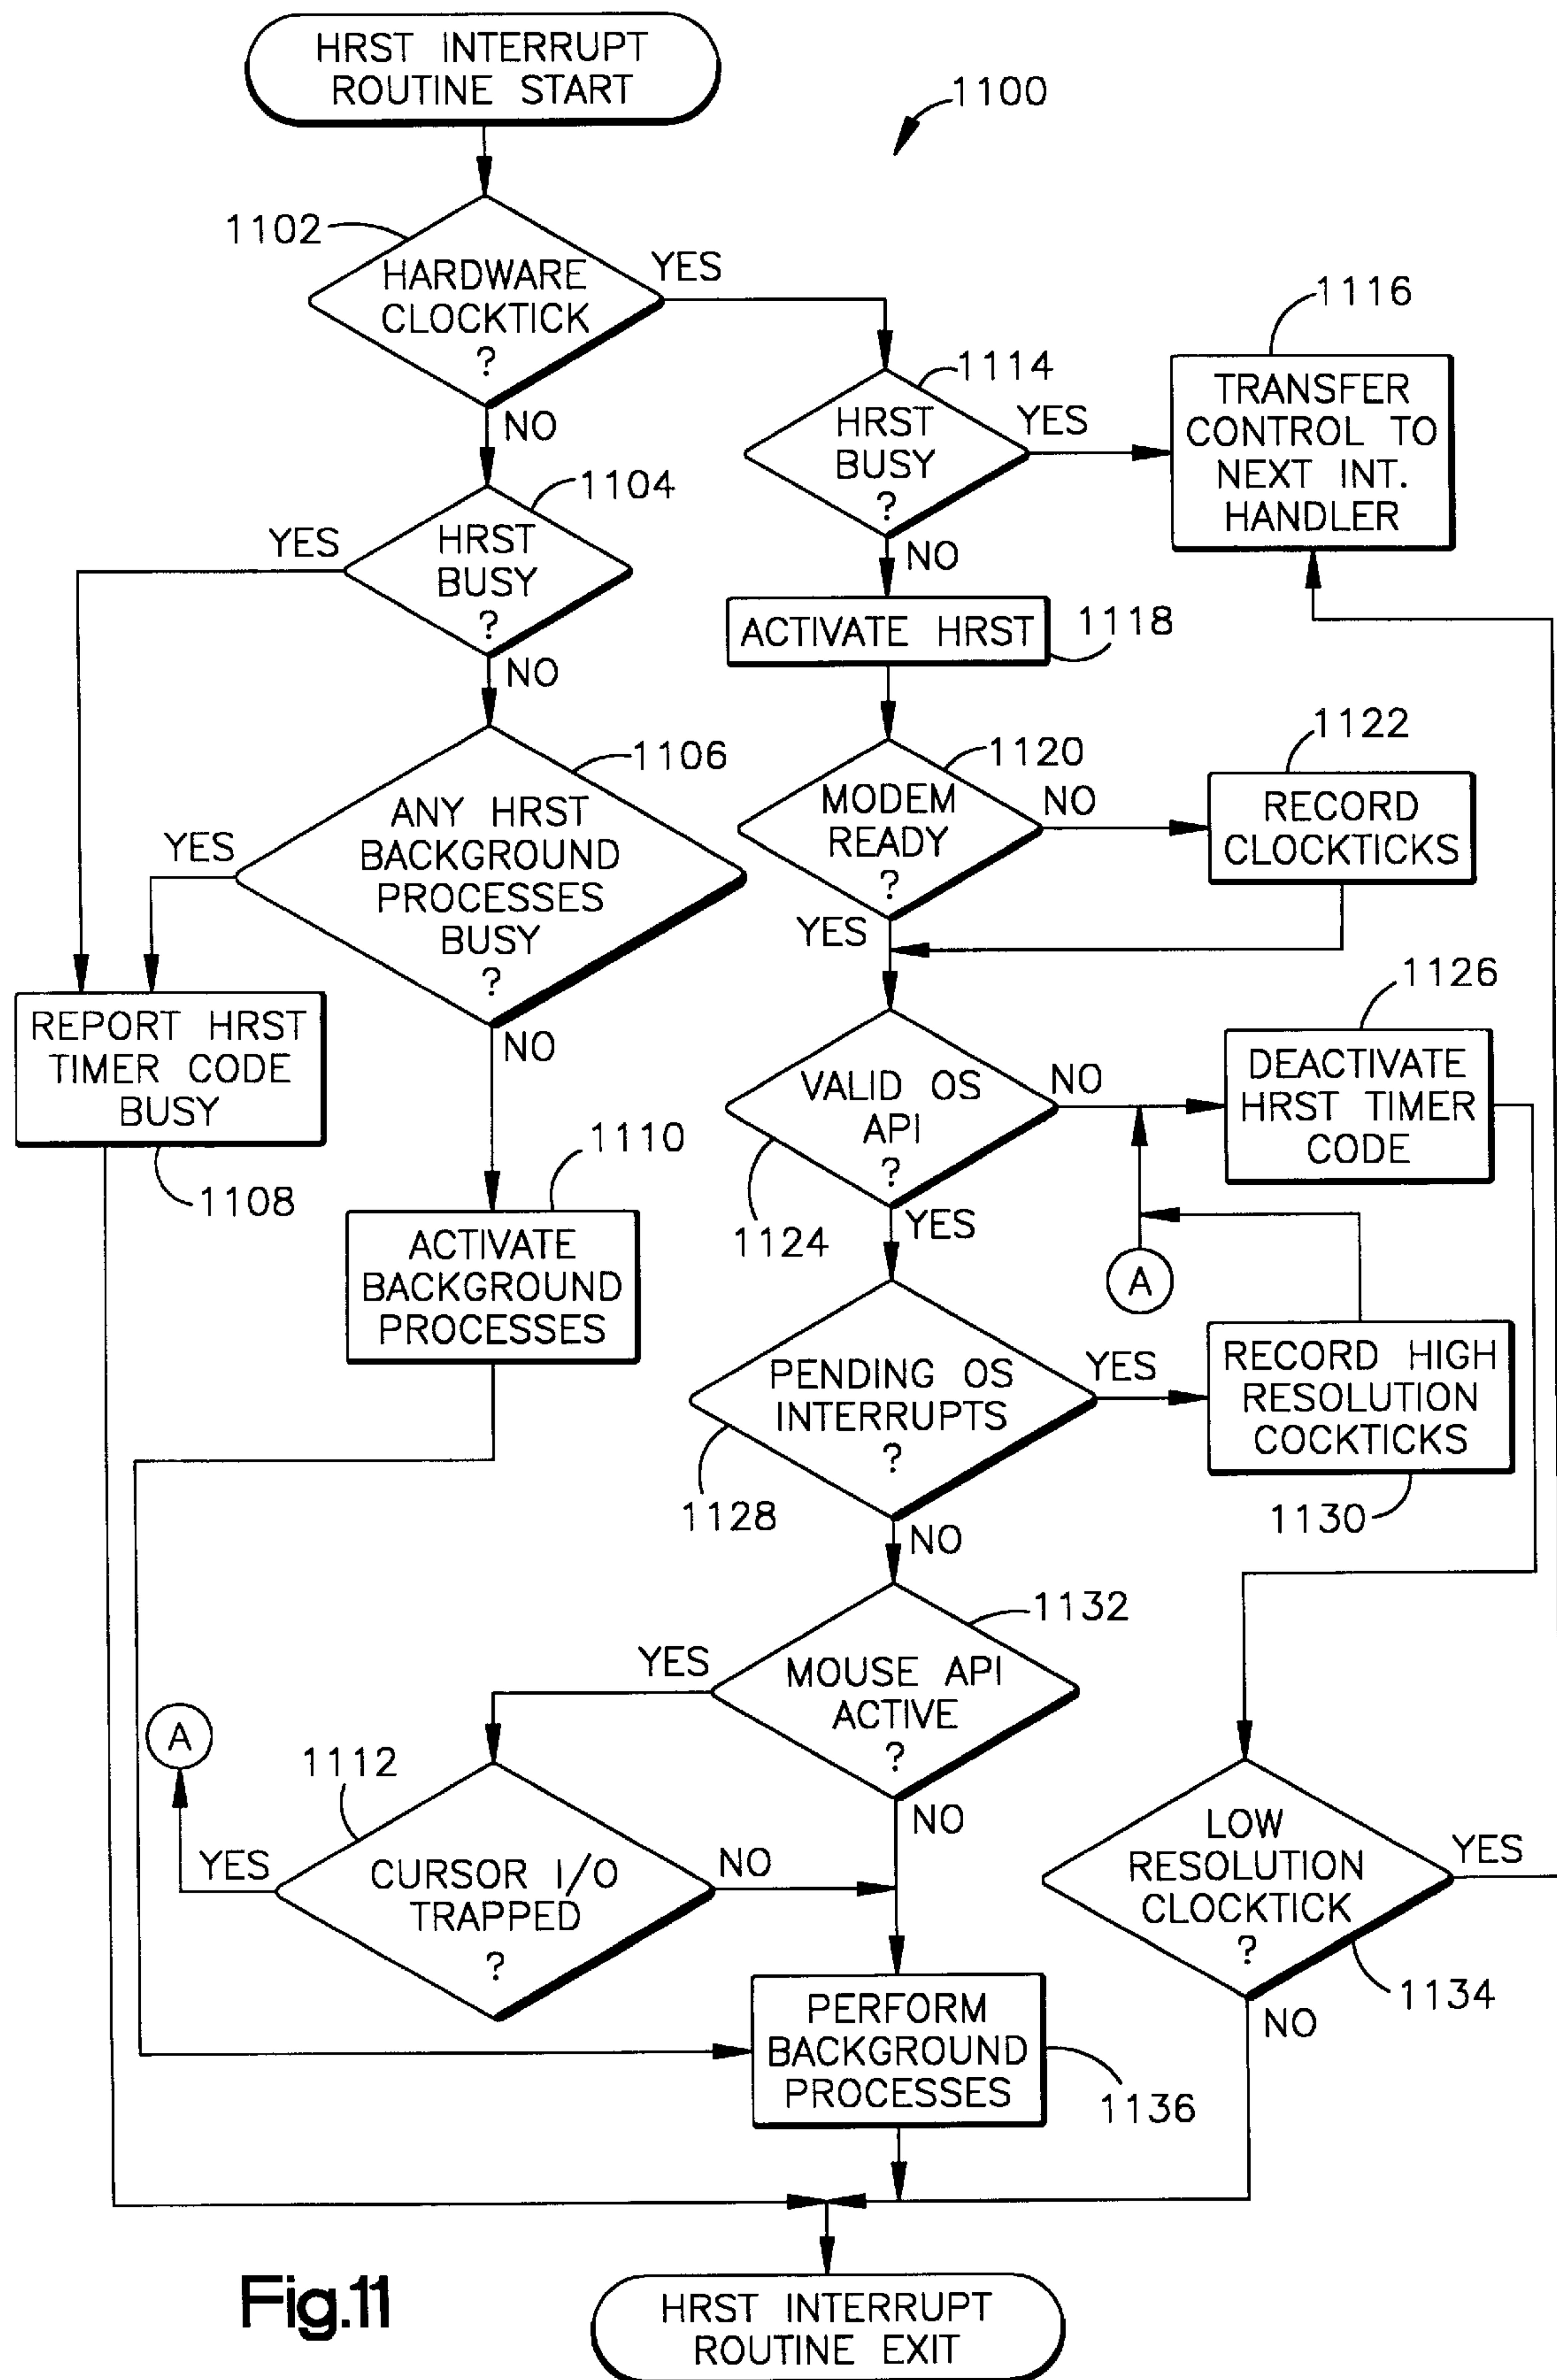 HRST INTERRUPT
ROUTINE START
1100
1102
HARDWARE
CLOCKTICK
?
YES
NO
1116
TRANSFER
CONTROL TO
NEXT INT.
HANDLER
1114
HRST
BUSY
?
YES
NO
1104
HRST
BUSY
?
YES
NO
ACTIVATE HRST
1118
1106
ANY HRST
BACKGROUND
PROCESSES
BUSY
?
YES
NO
1120
MODEM
READY
?
NO
YES
1122
RECORD
CLOCKTICKS
REPORT HRST
TIMER CODE
BUSY
1108
1126
DEACTIVATE
HRST TIMER
CODE
VALID OS
API
?
NO
YES
1124
1110
ACTIVATE
BACKGROUND
PROCESSES
A
PENDING OS
INTERRUPTS
?
YES
NO
1128
RECORD HIGH
RESOLUTION
COCKTICKS
1130
1132
MOUSE API
ACTIVE
?
YES
NO
A
1112
CURSOR I/O
TRAPPED
?
YES
NO
LOW
RESOLUTION
CLOCKTICK
?
YES
NO
1134
PERFORM
BACKGROUND
PROCESSES
1136
Fig.11
HRST INTERRUPT
ROUTINE EXIT